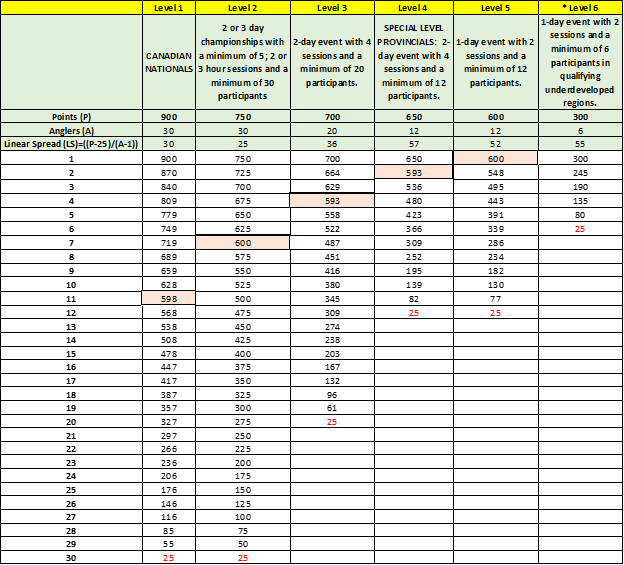 Level 1 Level 2 Level 3 Level 4 Level 5 * Level 6
CANADIAN NATIONALS 2 or 3 day championships with a minimum of 5; 2 or 3 hour sessions and a minimum of 30 participants 2-day event with 4 sessions and a minimum of 20 participants. SPECIAL LEVEL PROVINCIALS: 2-day event with 4 sessions and a minimum of 12 participants. 1-day event with 2 sessions and a minimum of 12 participants. 1-day event with 2 sessions and a minimum of 6 participants in qualifying underdeveloped regions.
Points (P) 900 750 700 650 600 300
Anglers (A) 30 30 20 12 12 6
Linear Spread (LS)=((P-25)/(A-1)) 30 25 36 57 52 55
1 900 750 700 650 600 300
2 870 725 664 593 548 245
3 840 700 629 536 495 190
4 809 675 593 480 443 135
5 779 650 558 423 391 80
6 749 625 522 366 339 25
7 719 600 487 309 286
8 689 575 451 252 234
9 659 550 416 195 182
10 628 525 380 139 130
11 598 500 345 82 77
12 568 475 309 25 25
13 538 450 274
14 508 425 238
15 478 400 203
16 447 375 167
17 417 350 132
18 387 325 96
19 357 300 61
20 327 275 25
21 297 250
22 266 225
23 236 200
24 206 175
25 176 150
26 146 125
27 116 100
28 85 75
29 55 50
30 25 25